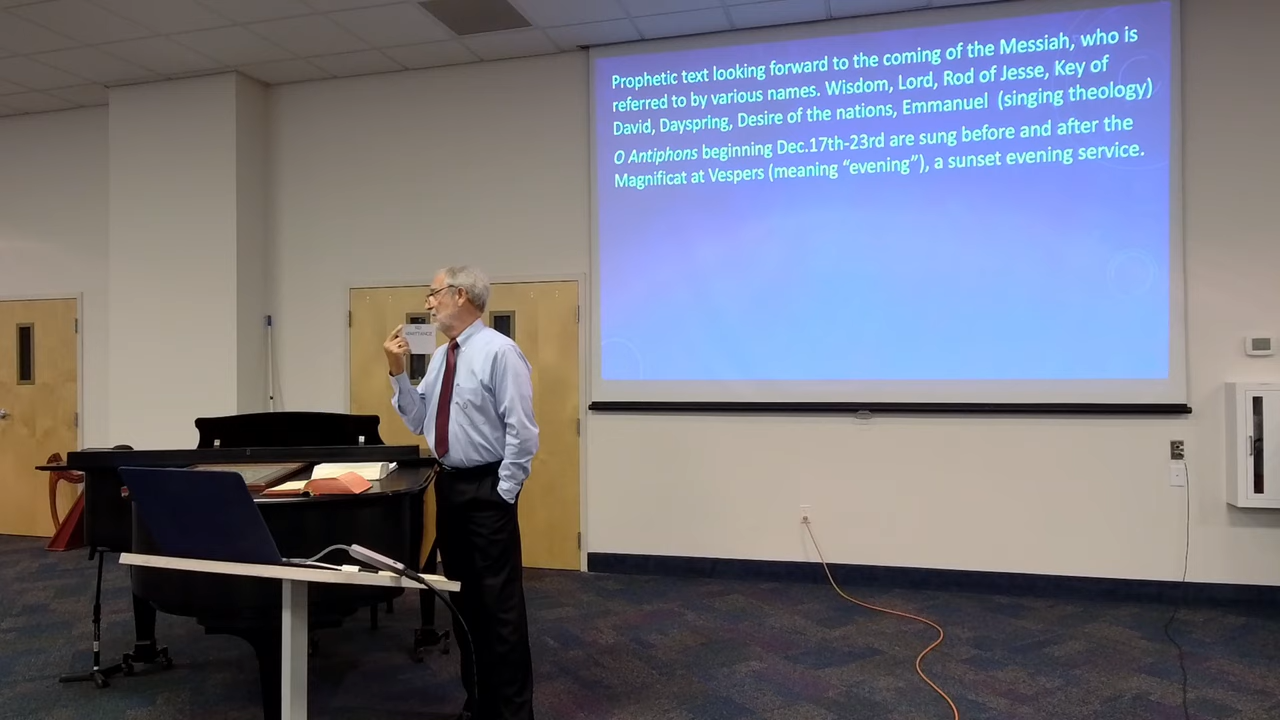 Prophetic text looking forward to the coming of the Messiah, who is
referred to by various names. Wisdom, Lord, Rod of Jesse, Key of
David, Dayspring, Desire of the nations, Emmanuel (singing theology)
O Antiphons beginning Dec.17th-23rd are sung before and after the
Magnificat at Vespers (meaning “evening”), a sunset evening service.
NO
ADMITTANCE